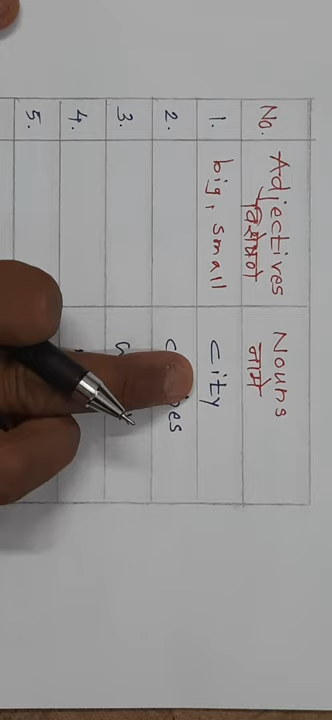 No. Adjectives Nouns
विशेषणे नामे
1. big, small city
2.
3.
4.
5.